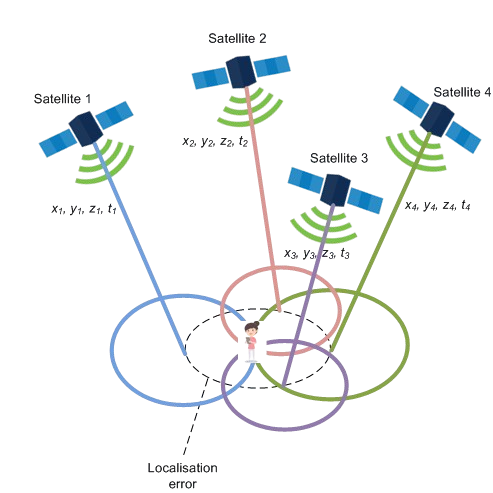 Satellite 2
Satellite 1
Satellite 4
Satellite 3
x₂, y₂, z₂, t₂
x₁, y₁, z₁, t₁
x₄, y₄, z₄, t₄
x₃, y₃, z₃, t₃
Localisation
error